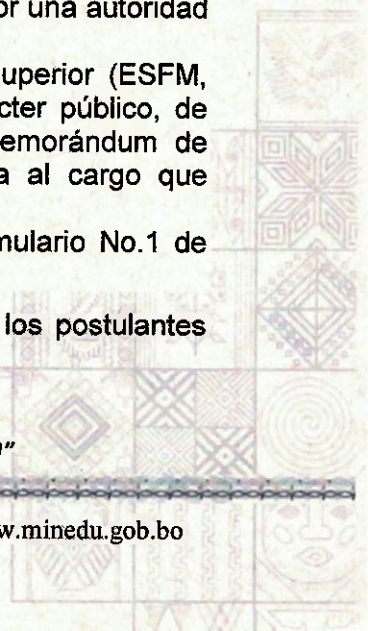 or una autoridad
uperior (ESFM,
cter público, de
emorándum de
a al cargo que
mulario No.1 de
los postulantes
"
w.minedu.gob.bo